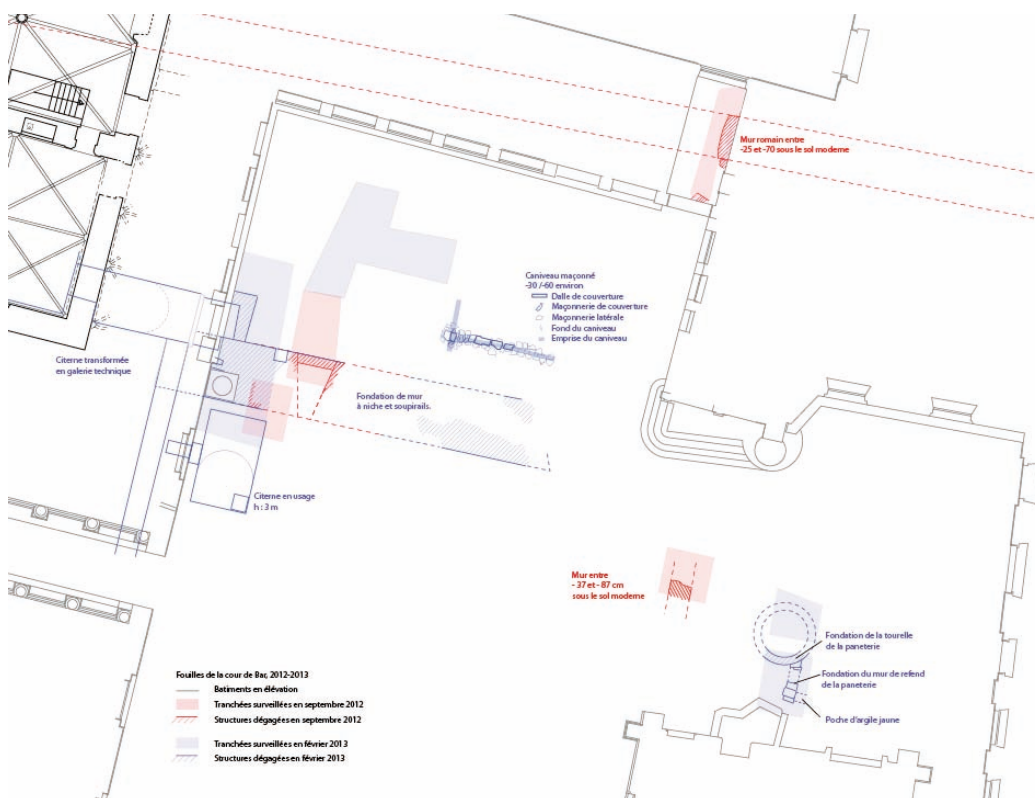 Mur romain entre
-25 et -70 sous le sol moderne
Caniveau maçonné
-30 /-60 environ
Dalle de couverture
Maçonnerie de couverture
Maçonnerie latérale
Fond du caniveau
Emprise du caniveau
Citerne transformée
en galerie technique
Fondation de mur
à niche et soupirails.
Citerne en usage
h : 3 m
Mur entre
- 37 et - 87 cm
sous le sol moderne
Fondation de la tourelle
de la paneterie
Fondation du mur de refend
de la paneterie
Poche d'argile jaune
Fouilles de la cour de Bar, 2012-2013
Batiments en élévation
Tranchées surveillées en septembre 2012
Structures dégagées en septembre 2012
Tranchées surveillées en février 2013
Structures dégagées en février 2013